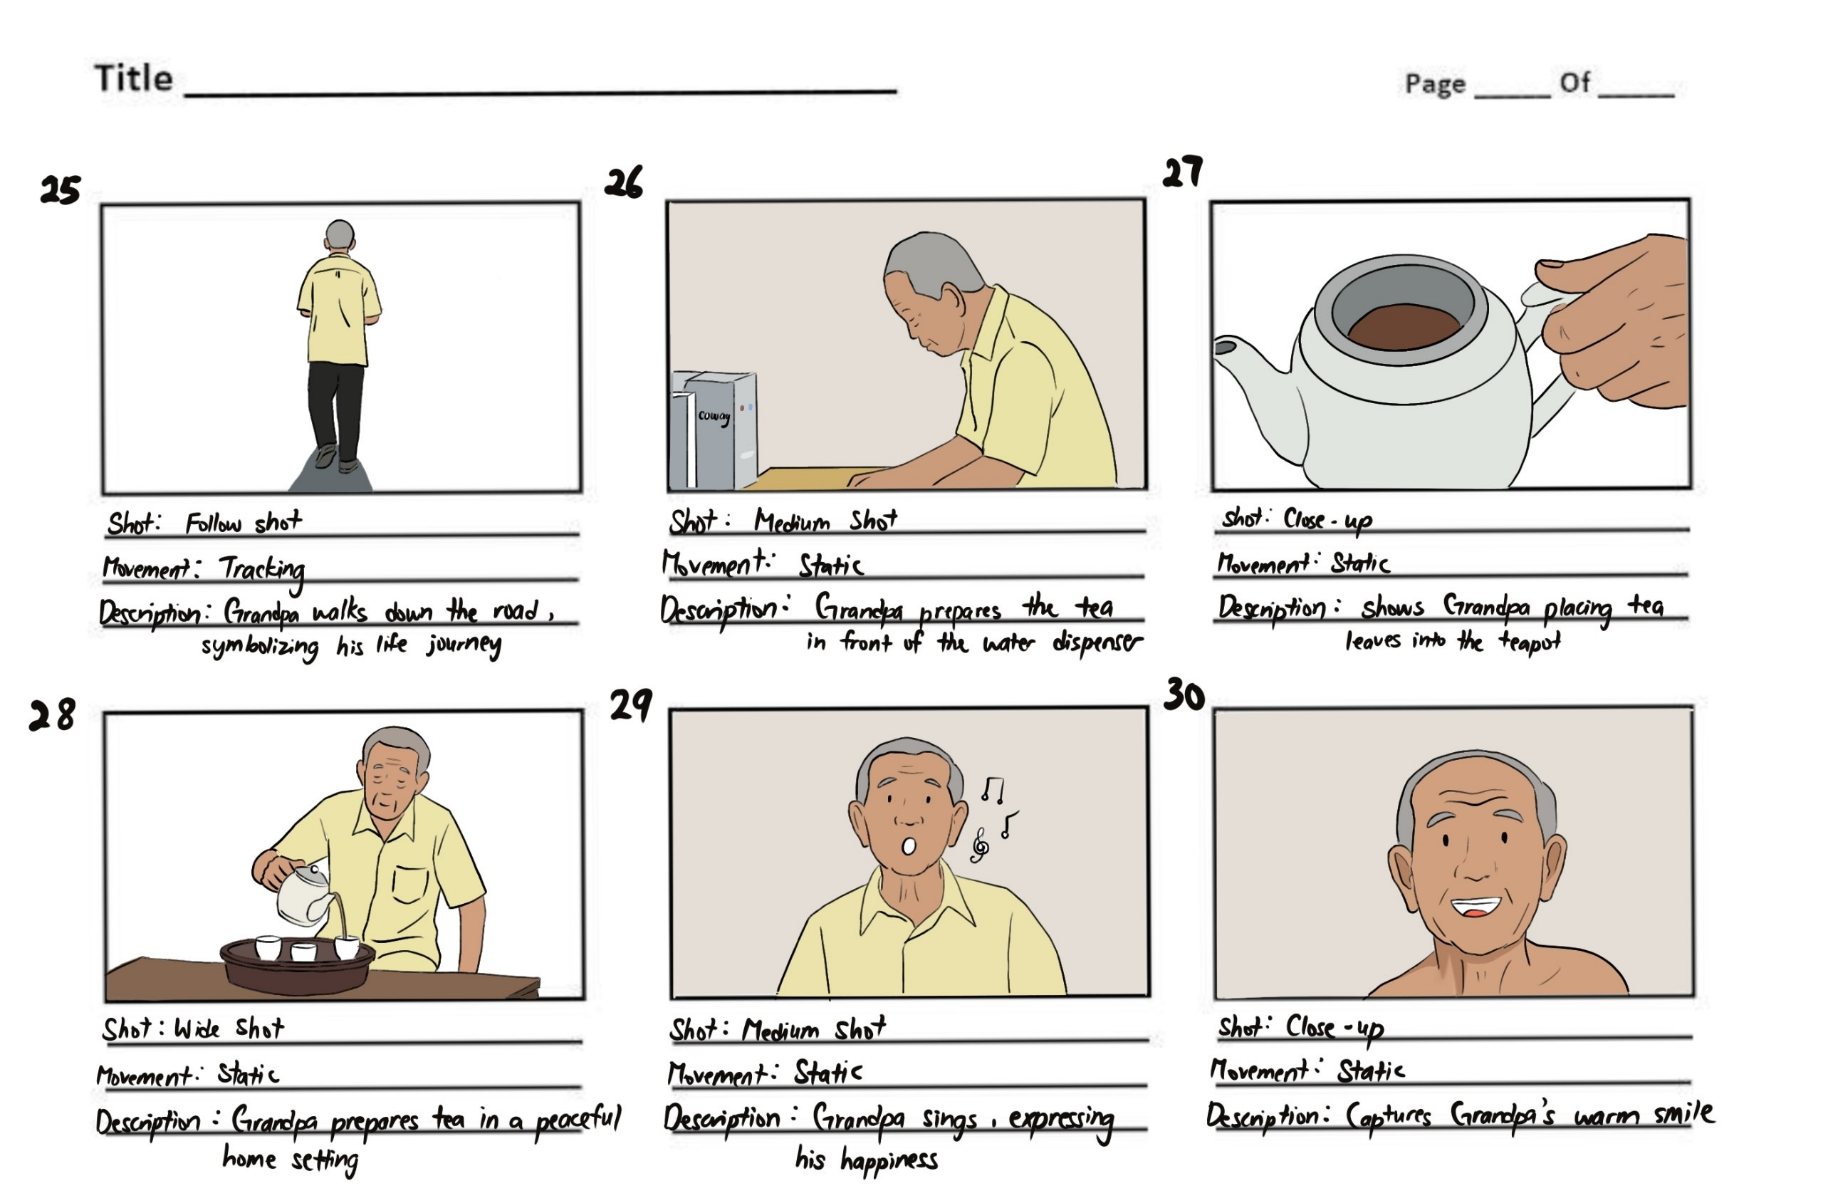 Title
Page Of
25
Shot: Follow shot
Movement: Tracking
Description: Grandpa walks down the road,
symbolizing his life journey
26
coway
Shot: Medium Shot
Movement: Static
Description: Grandpa prepares the tea
in front of the water dispenser
27
Shot: Close-up
Movement: Static
Description: shows Grandpa placing tea
leaves into the teapot
28
Shot: Wide Shot
Movement: Static
Description: Grandpa prepares tea in a peaceful
home setting
29
Shot: Medium Shot
Movement: Static
Description: Grandpa sings, expressing
his happiness
30
Shot: Close-up
Movement: Static
Description: Captures Grandpa's warm smile